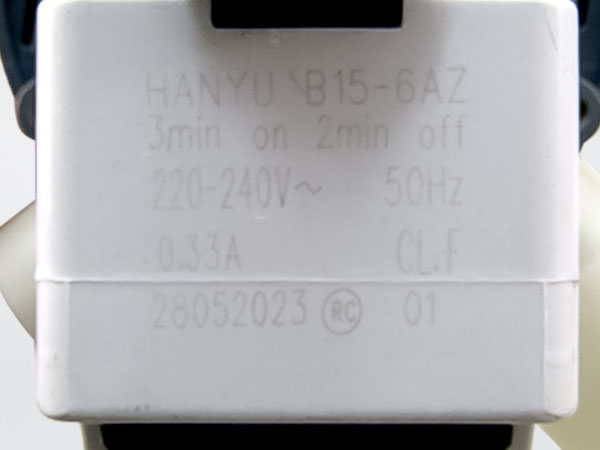 HANYU B15-6AZ
3min on 2min off
220-240V~ 50Hz
0.33A CL.F
28052023 RC 01